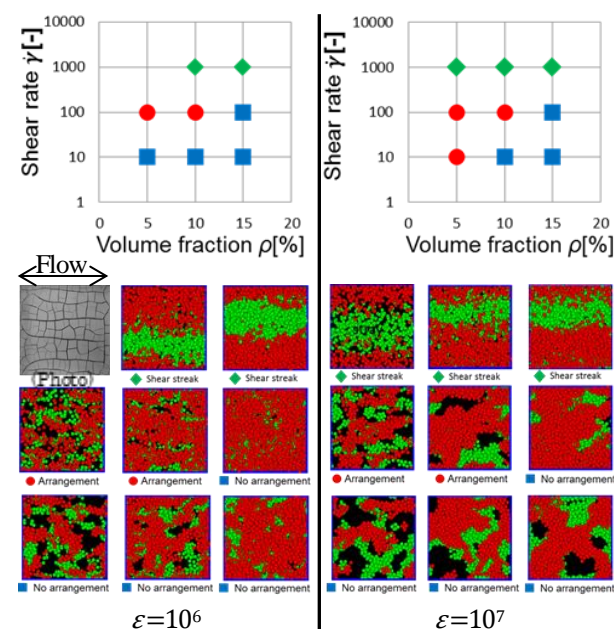 Shear rate γ̇[-]
10000
1000
100
10
1
0 5 10 15 20
Volume fraction ρ[%]
Shear rate γ̇[-]
10000
1000
100
10
1
0 5 10 15 20
Volume fraction ρ[%]
Flow
(Photo)
Shear streak
Shear streak
Arrangement
Arrangement
No arrangement
No arrangement
No arrangement
No arrangement
ε=10⁶
Shear streak
Shear streak
Shear streak
Arrangement
Arrangement
No arrangement
No arrangement
No arrangement
No arrangement
ε=10⁷